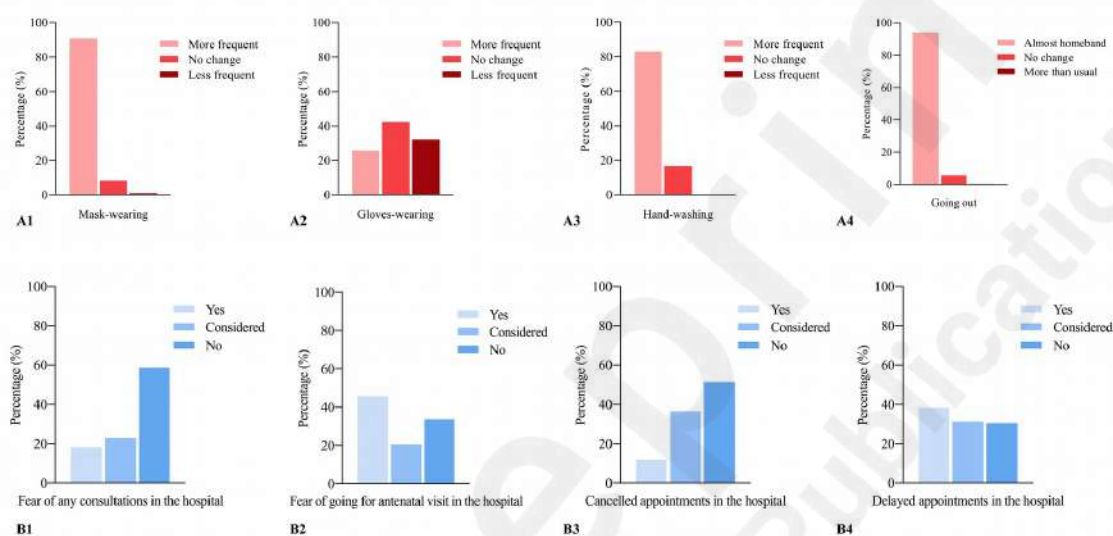 100
80
60
40
20
0
Percentage (%)
More frequent
No change
Less frequent
Mask-wearing
A1
100
80
60
40
20
0
Percentage (%)
More frequent
No change
Less frequent
Gloves-wearing
A2
100
80
60
40
20
0
Percentage (%)
More frequent
No change
Less frequent
Hand-washing
A3
100
80
60
40
20
0
Percentage (%)
Almost homeband
No change
More than usual
Going out
A4
100
80
60
40
20
0
Percentage (%)
Yes
Considered
No
Fear of any consultations in the hospital
B1
100
80
60
40
20
0
Percentage (%)
Yes
Considered
No
Fear of going for antenatal visit in the hospital
B2
100
80
60
40
20
0
Percentage (%)
Yes
Considered
No
Cancelled appointments in the hospital
B3
100
80
60
40
20
0
Percentage (%)
Yes
Considered
No
Delayed appointments in the hospital
B4